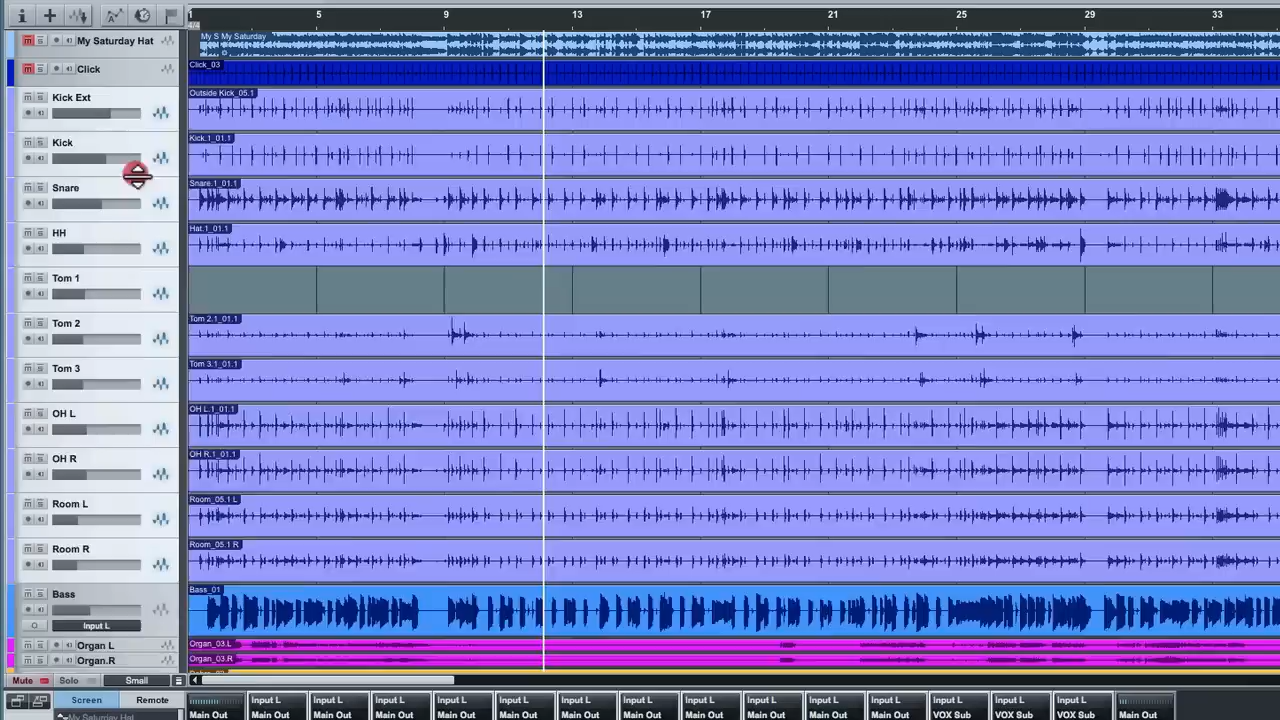 1 5 9 13 17 21 25 29 33
My Saturday Hat
My S My Saturday
Click
Click_03
Kick Ext
Outside Kick_05.1
Kick
Kick.1_01.1
Snare
Snare.1_01.1
HH
Hat.1_01.1
Tom 1
Tom 2
Tom 2.1_01.1
Tom 3
Tom 3.1_01.1
OH L
OH L.1_01.1
OH R
OH R.1_01.1
Room L
Room_05.1 L
Room R
Room_05.1 R
Bass
Bass_01
Input L
Organ L
Organ_03.L
Organ.R
Organ_03.R
Mute Solo Small
Screen Remote
Input L Input L Input L Input L Input L Input L Input L Input L Input L Input L Input L Input L Input L Input L
Main Out Main Out Main Out Main Out Main Out Main Out Main Out Main Out Main Out Main Out Main Out Main Out VOX Sub VOX Sub VOX Sub Main Out
My Saturday Hat